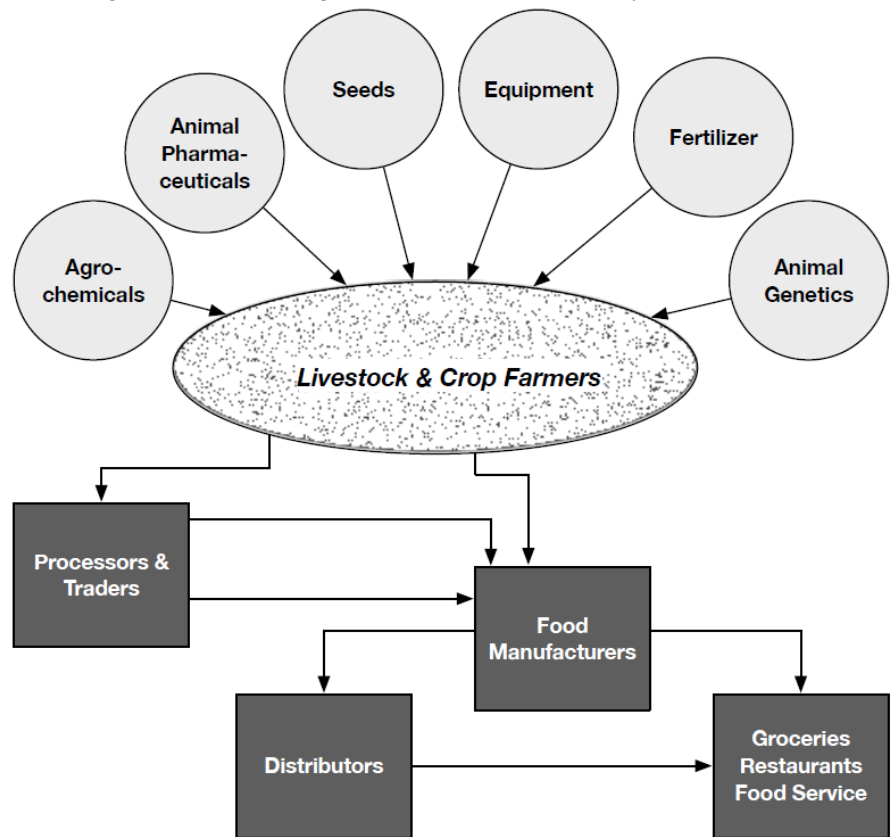 Seeds
Equipment
Animal
Pharma-
ceuticals
Fertilizer
Agro-
chemicals
Animal
Genetics
Livestock & Crop Farmers
Processors &
Traders
Food
Manufacturers
Distributors
Groceries
Restaurants
Food Service